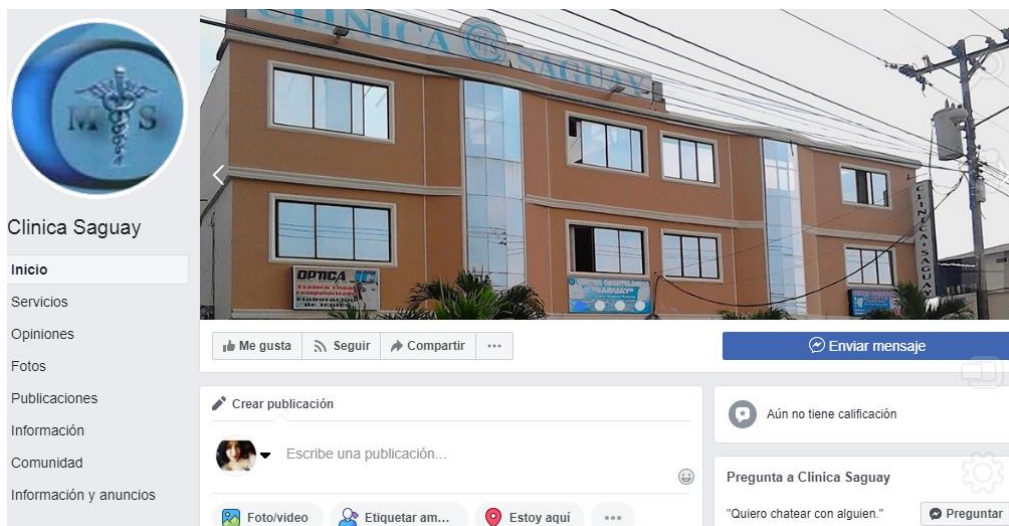 CLINICA SAGUAY
M S
CLINICA SAGUAY
OPTICA
SAGUAY
Clinica Saguay
Inicio
Servicios
Opiniones
Fotos
Publicaciones
Información
Comunidad
Información y anuncios
Me gusta
Seguir
Compartir
Enviar mensaje
Crear publicación
Escribe una publicación...
Foto/video
Etiquetar am...
Estoy aquí
Aún no tiene calificación
Pregunta a Clinica Saguay
"Quiero chatear con alguien."
Preguntar